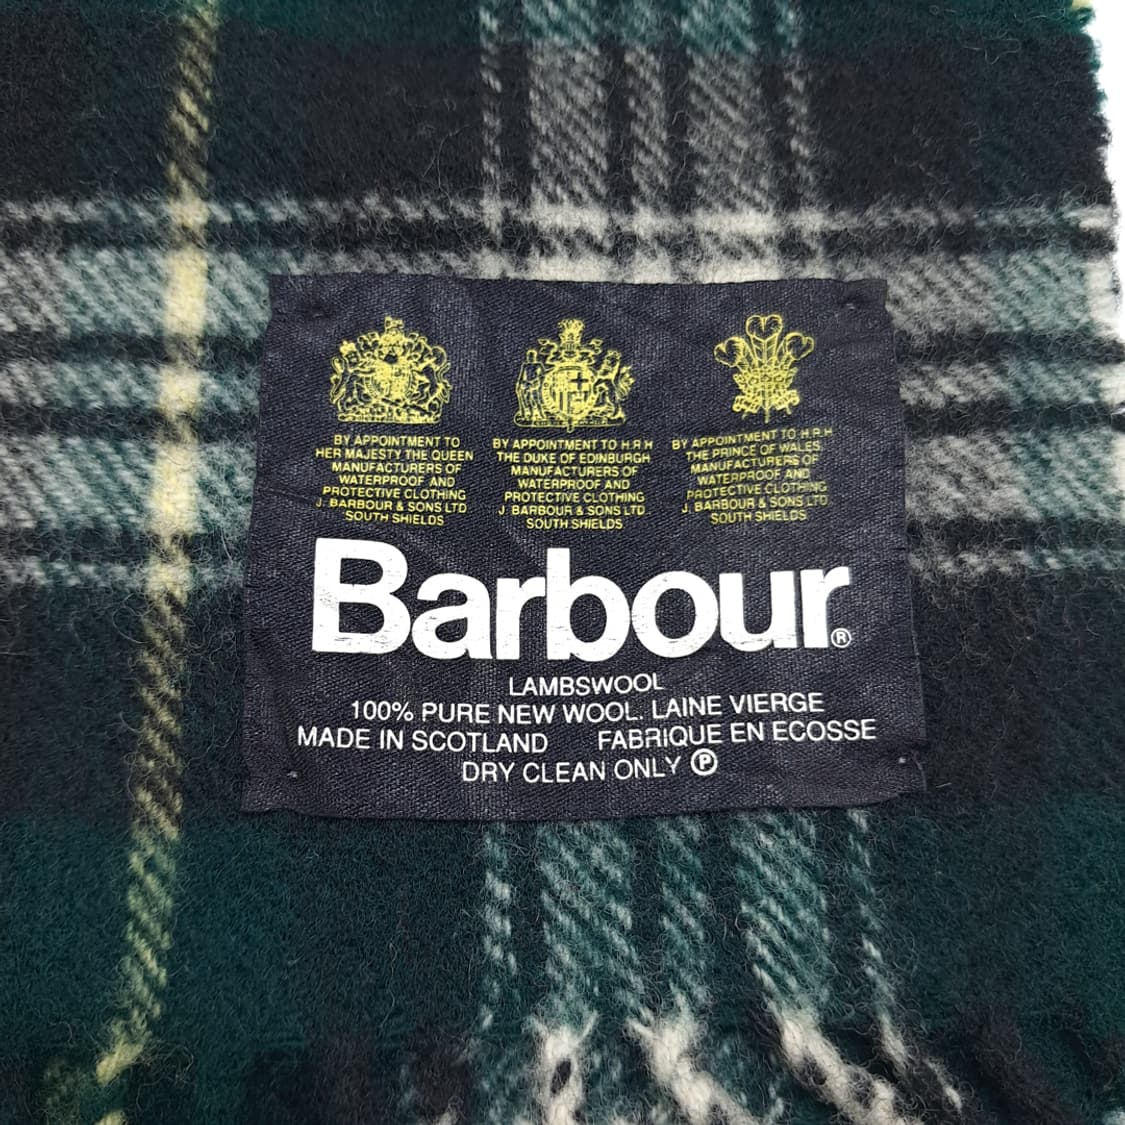 BY APPOINTMENT TO
HER MAJESTY THE QUEEN
MANUFACTURERS OF
WATERPROOF AND
PROTECTIVE CLOTHING
J. BARBOUR & SONS LTD
SOUTH SHIELDS
BY APPOINTMENT TO H.R.H
THE DUKE OF EDINBURGH
MANUFACTURERS OF
WATERPROOF AND
PROTECTIVE CLOTHING
J. BARBOUR & SONS LTD
SOUTH SHIELDS
BY APPOINTMENT TO H.R.H
THE PRINCE OF WALES
MANUFACTURERS OF
WATERPROOF AND
PROTECTIVE CLOTHING
J. BARBOUR & SONS LTD
SOUTH SHIELDS
Barbour®
LAMBSWOOL
100% PURE NEW WOOL. LAINE VIERGE
MADE IN SCOTLAND FABRIQUE EN ECOSSE
DRY CLEAN ONLY Ⓟ